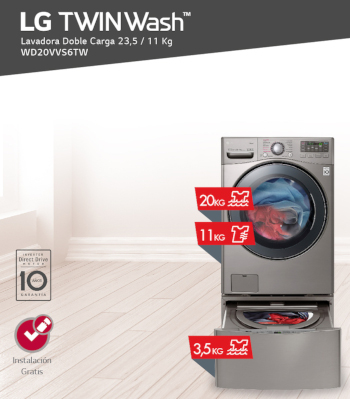 LG TWINWash™
Lavadora Doble Carga 23,5 / 11 Kg
WD20VVS6TW
20KG
11KG
INVERTER
Direct Drive
MOTOR
10 AÑOS
GARANTÍA
3,5KG
Instalación
Gratis